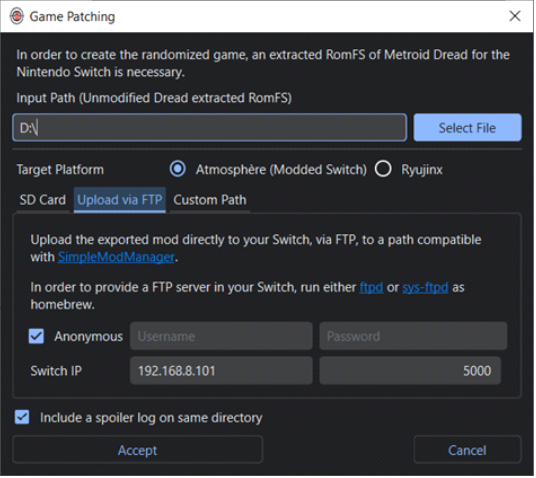 Game Patching
In order to create the randomized game, an extracted RomFS of Metroid Dread for the
Nintendo Switch is necessary.
Input Path (Unmodified Dread extracted RomFS)
D:\
Select File
Target Platform
Atmosphère (Modded Switch)
Ryujinx
SD Card
Upload via FTP
Custom Path
Upload the exported mod directly to your Switch, via FTP, to a path compatible
with SimpleModManager.
In order to provide a FTP server in your Switch, run either ftpd or sys-ftpd as
homebrew.
Anonymous
Username
Password
Switch IP
192.168.8.101
5000
Include a spoiler log on same directory
Accept
Cancel